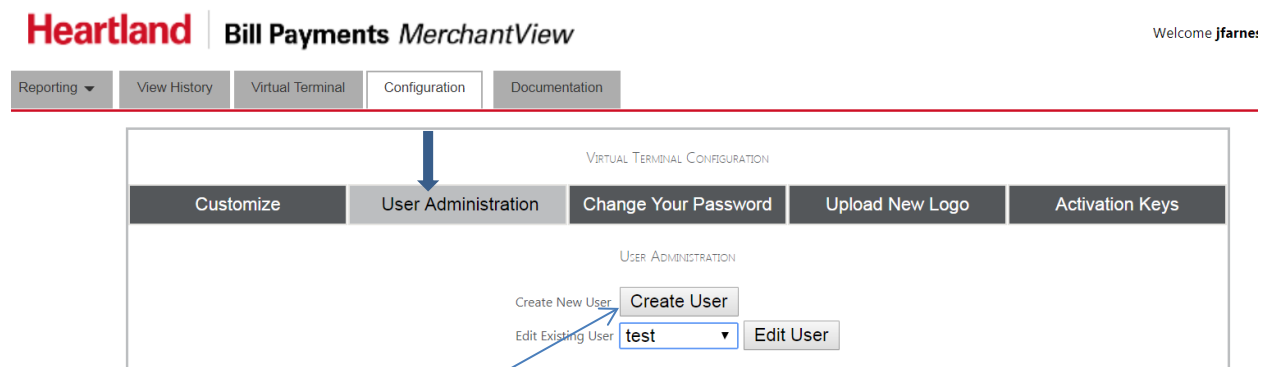 Heartland Bill Payments MerchantView
Welcome jfarnes
Reporting View History Virtual Terminal Configuration Documentation
Virtual Terminal Configuration
Customize User Administration Change Your Password Upload New Logo Activation Keys
User Administration
Create New User Create User
Edit Existing User test Edit User